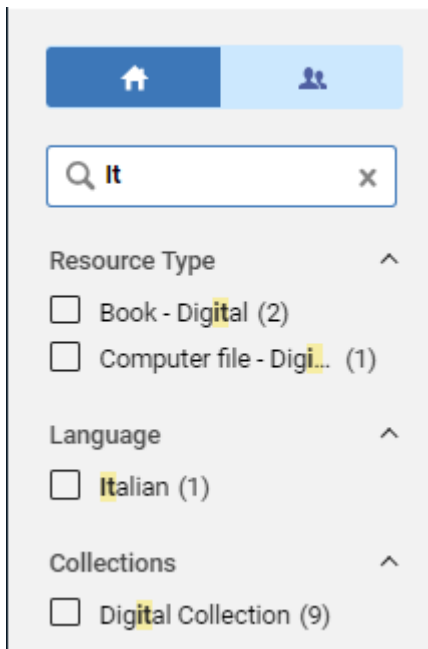 It
Resource Type
Book - Digital (2)
Computer file - Digi... (1)
Language
Italian (1)
Collections
Digital Collection (9)